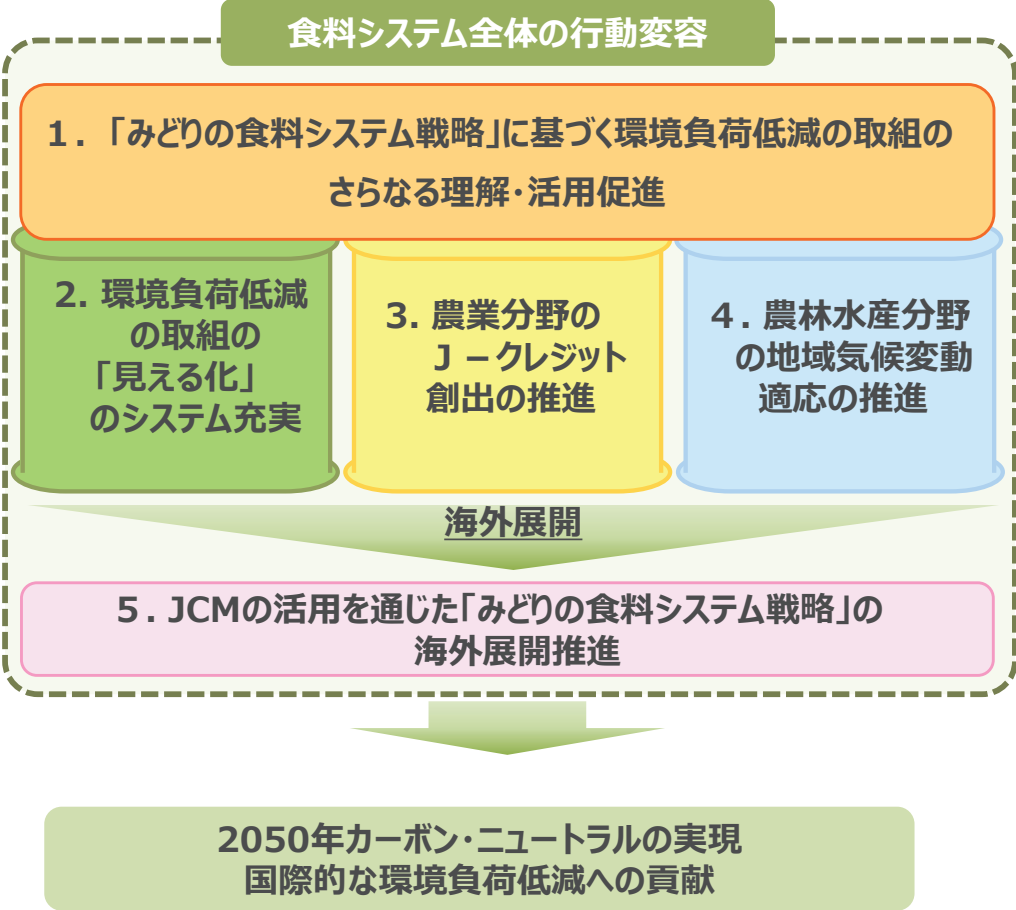 食料システム全体の行動変容
１．「みどりの食料システム戦略」に基づく環境負荷低減の取組の
さらなる理解・活用促進
2. 環境負荷低減
の取組の
「見える化」
のシステム充実
3. 農業分野の
Ｊ－クレジット
創出の推進
４．農林水産分野
の地域気候変動
適応の推進
海外展開
５．JCMの活用を通じた「みどりの食料システム戦略」の
海外展開推進
2050年カーボン・ニュートラルの実現
国際的な環境負荷低減への貢献